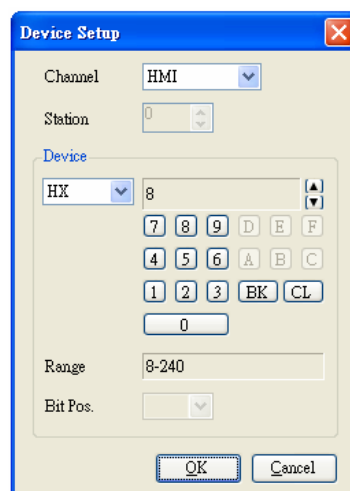 Device Setup
Channel HMI
Station 0
Device
HX 8
7 8 9 D E F
4 5 6 A B C
1 2 3 BK CL
0
Range 8-240
Bit Pos.
OK Cancel